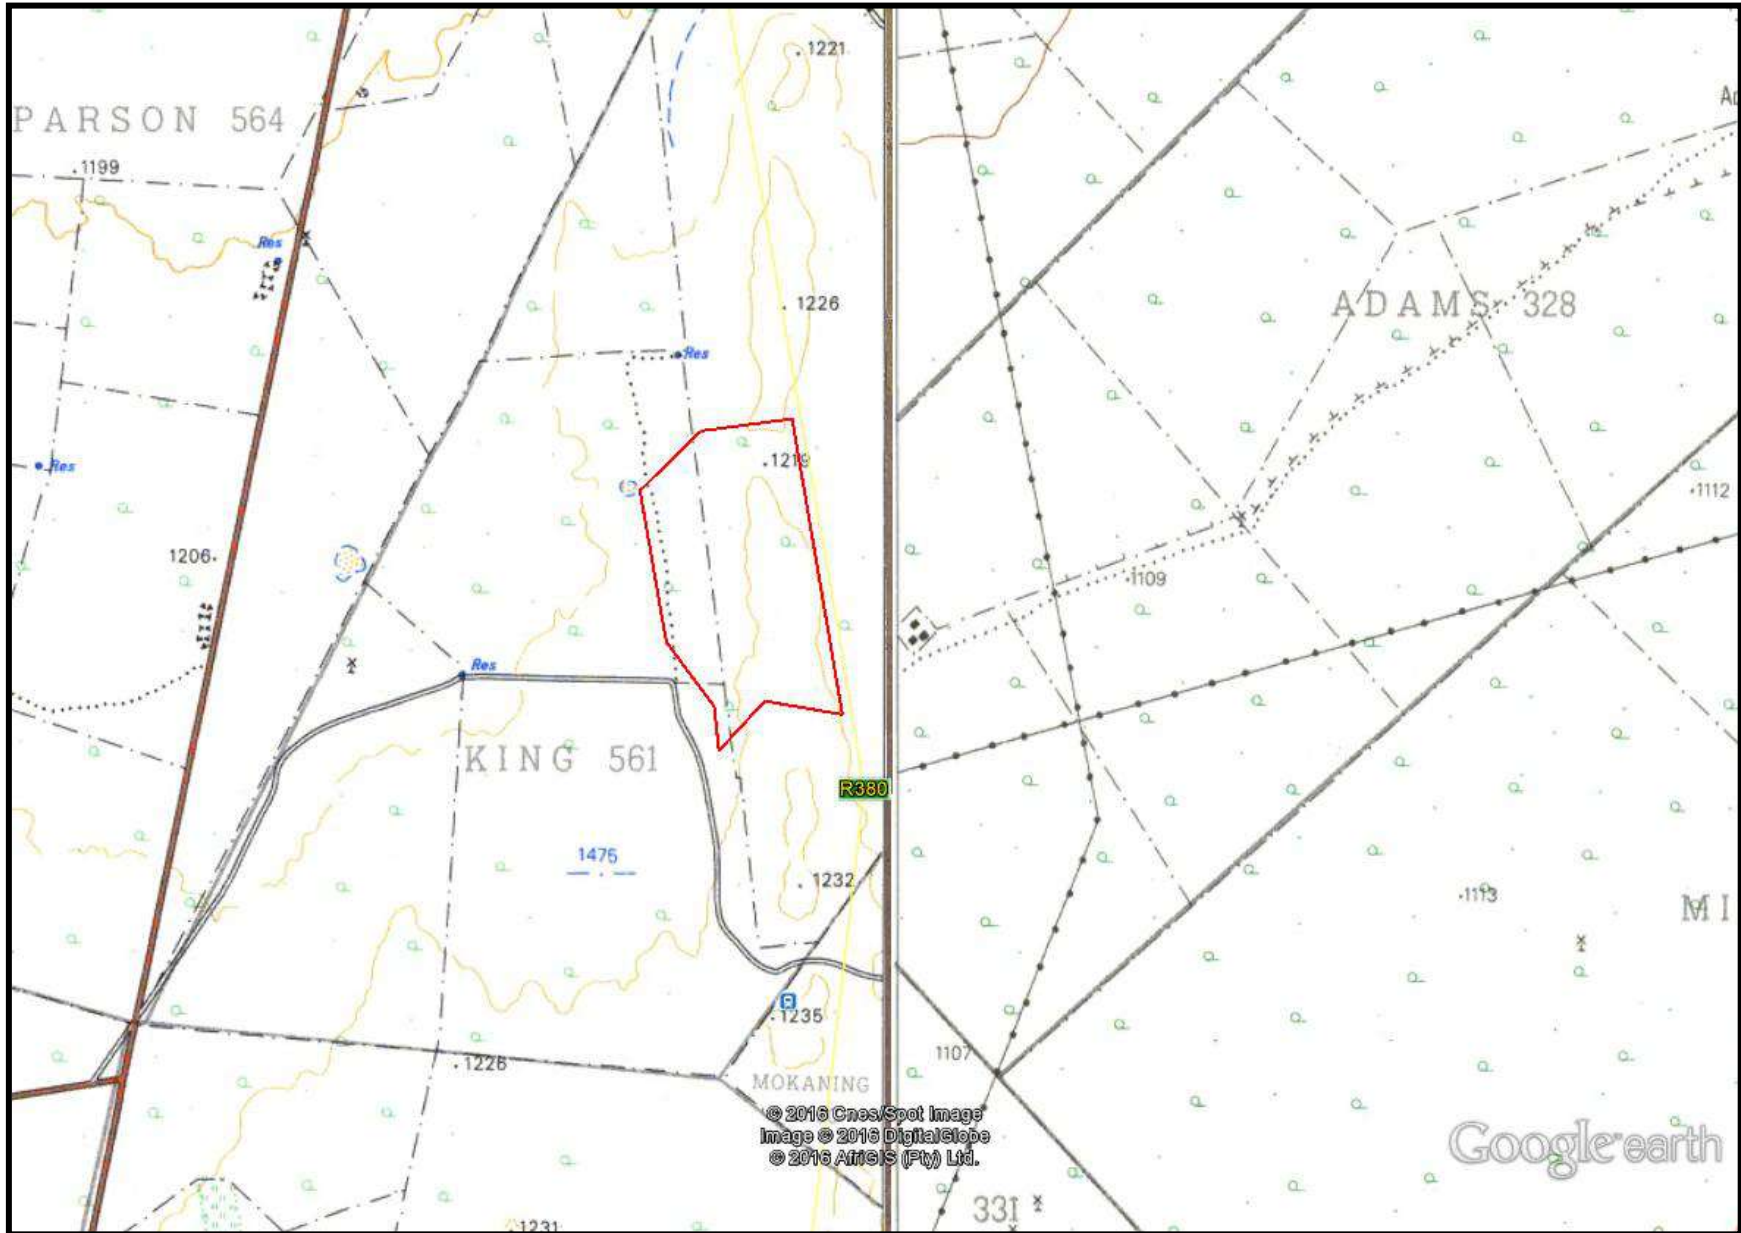 1221
PARSON 564
Ad
.1199
Res
1226
ADAMS 328
Res
1219
Res
1112
1206.
1109
Res
KING 561
R380
1475
1232
.1113
MI
1235
1107
1226
MOKANING
© 2016 Cnes/Spot Image
Image © 2016 DigitalGlobe
© 2016 AfriGIS (Pty) Ltd.
Google earth
331
1231